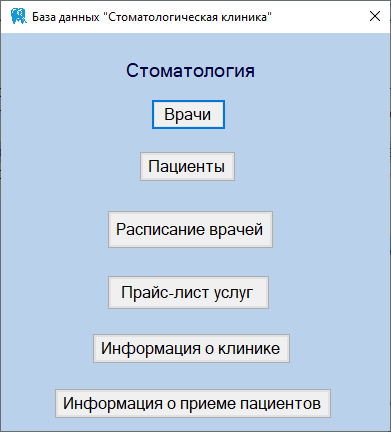 База данных "Стоматологическая клиника"
Стоматология
Врачи
Пациенты
Расписание врачей
Прайс-лист услуг
Информация о клинике
Информация о приеме пациентов